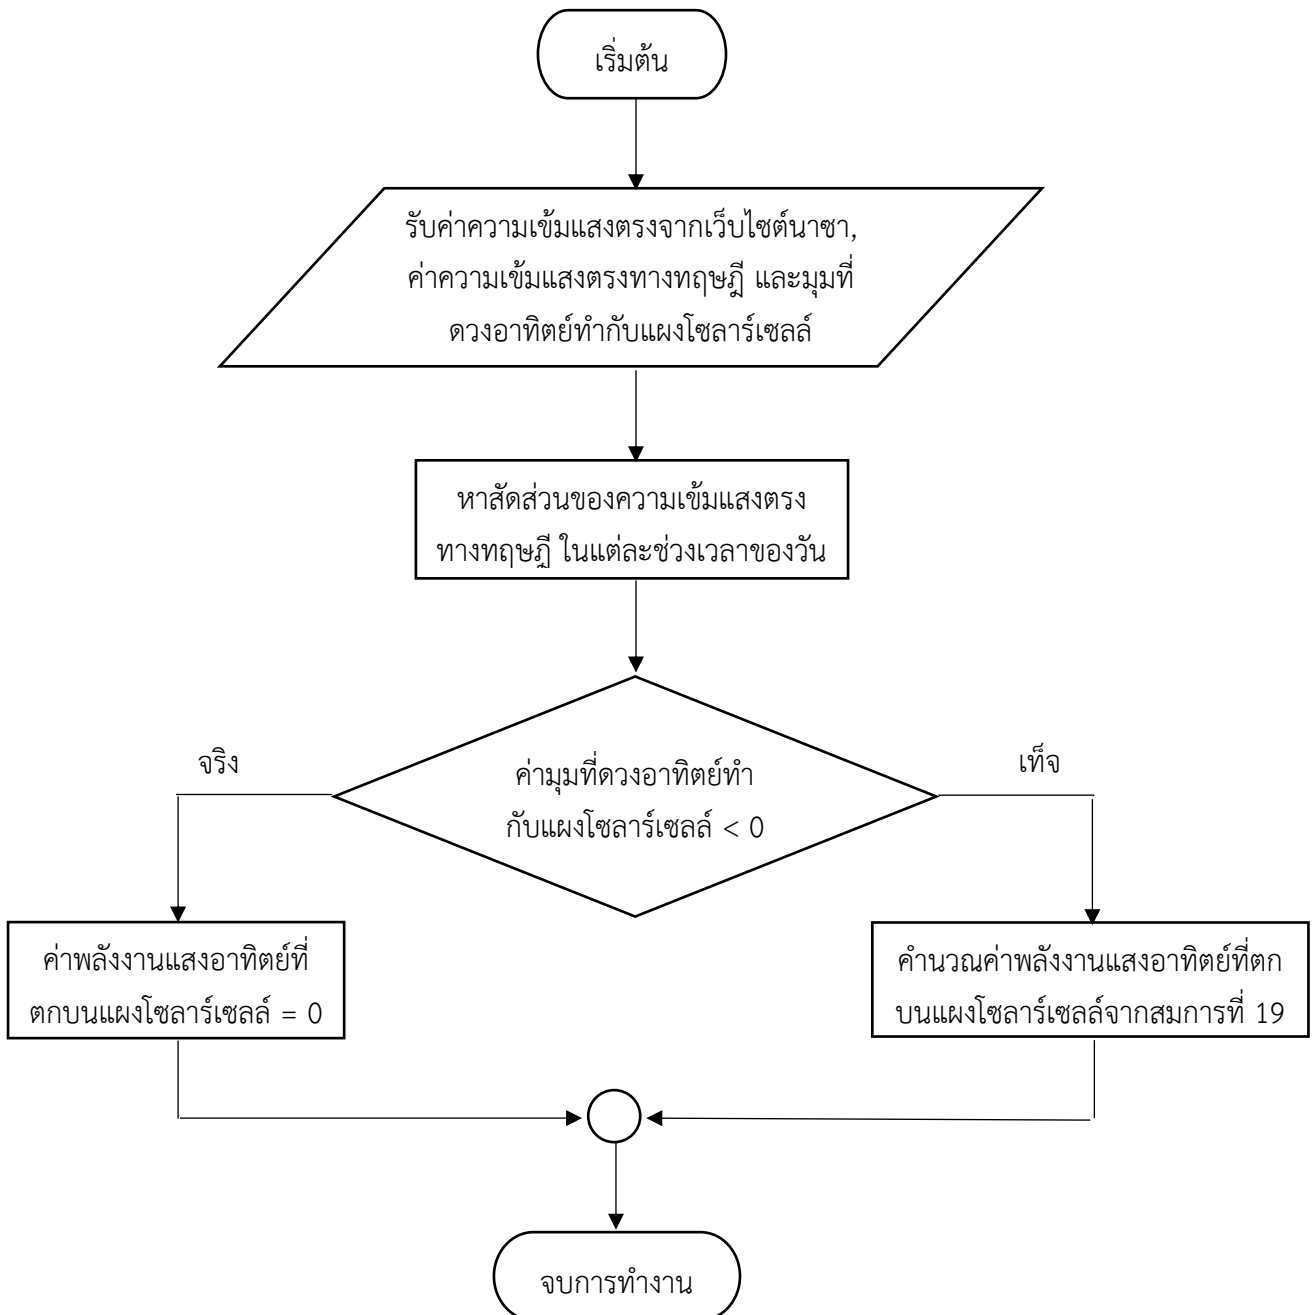 เริ่มต้น
รับค่าความเข้มแสงตรงจากเว็บไซต์นาซา,
ค่าความเข้มแสงตรงทางทฤษฎี และมุมที่
ดวงอาทิตย์ทำกับแผงโซลาร์เซลล์
หาสัดส่วนของความเข้มแสงตรง
ทางทฤษฎี ในแต่ละช่วงเวลาของวัน
จริง
เท็จ
ค่ามุมที่ดวงอาทิตย์ทำ
กับแผงโซลาร์เซลล์ < 0
ค่าพลังงานแสงอาทิตย์ที่
ตกบนแผงโซลาร์เซลล์ = 0
คำนวณค่าพลังงานแสงอาทิตย์ที่ตก
บนแผงโซลาร์เซลล์จากสมการที่ 19
จบการทำงาน